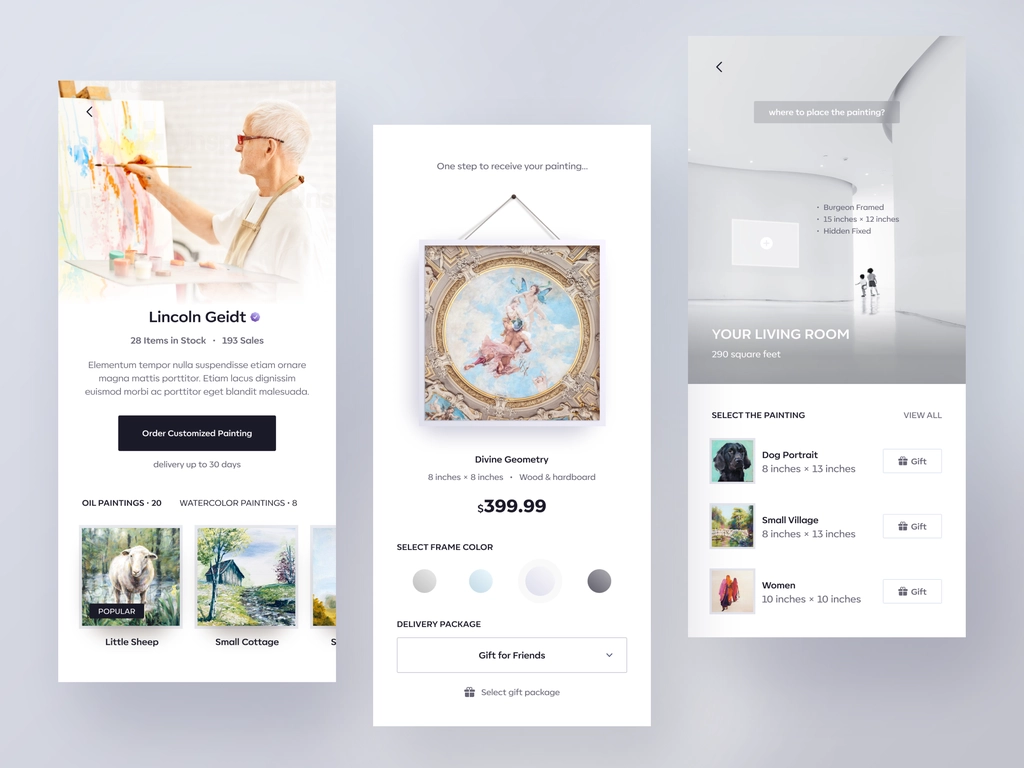 Lincoln Geidt
28 Items in Stock • 193 Sales
Elementum tempor nulla suspendisse etiam ornare
magna mattis porttitor. Etiam lacus dignissim
euismod morbi ac porttitor eget blandit malesuada.
Order Customized Painting
delivery up to 30 days
OIL PAINTINGS • 20
WATERCOLOR PAINTINGS • 8
POPULAR
Little Sheep
Small Cottage
S
One step to receive your painting...
Divine Geometry
8 inches × 8 inches • Wood & hardboard
$399.99
SELECT FRAME COLOR
DELIVERY PACKAGE
Gift for Friends
Select gift package
where to place the painting?
• Burgeon Framed
• 15 inches × 12 inches
• Hidden Fixed
YOUR LIVING ROOM
290 square feet
SELECT THE PAINTING
VIEW ALL
Dog Portrait
8 inches × 13 inches
Gift
Small Village
8 inches × 13 inches
Gift
Women
10 inches × 10 inches
Gift